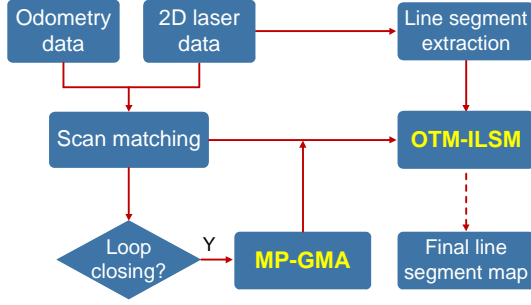 Odometry
data
2D laser
data
Line segment
extraction
Scan matching
OTM-ILSM
Loop
closing?
Y
MP-GMA
Final line
segment map